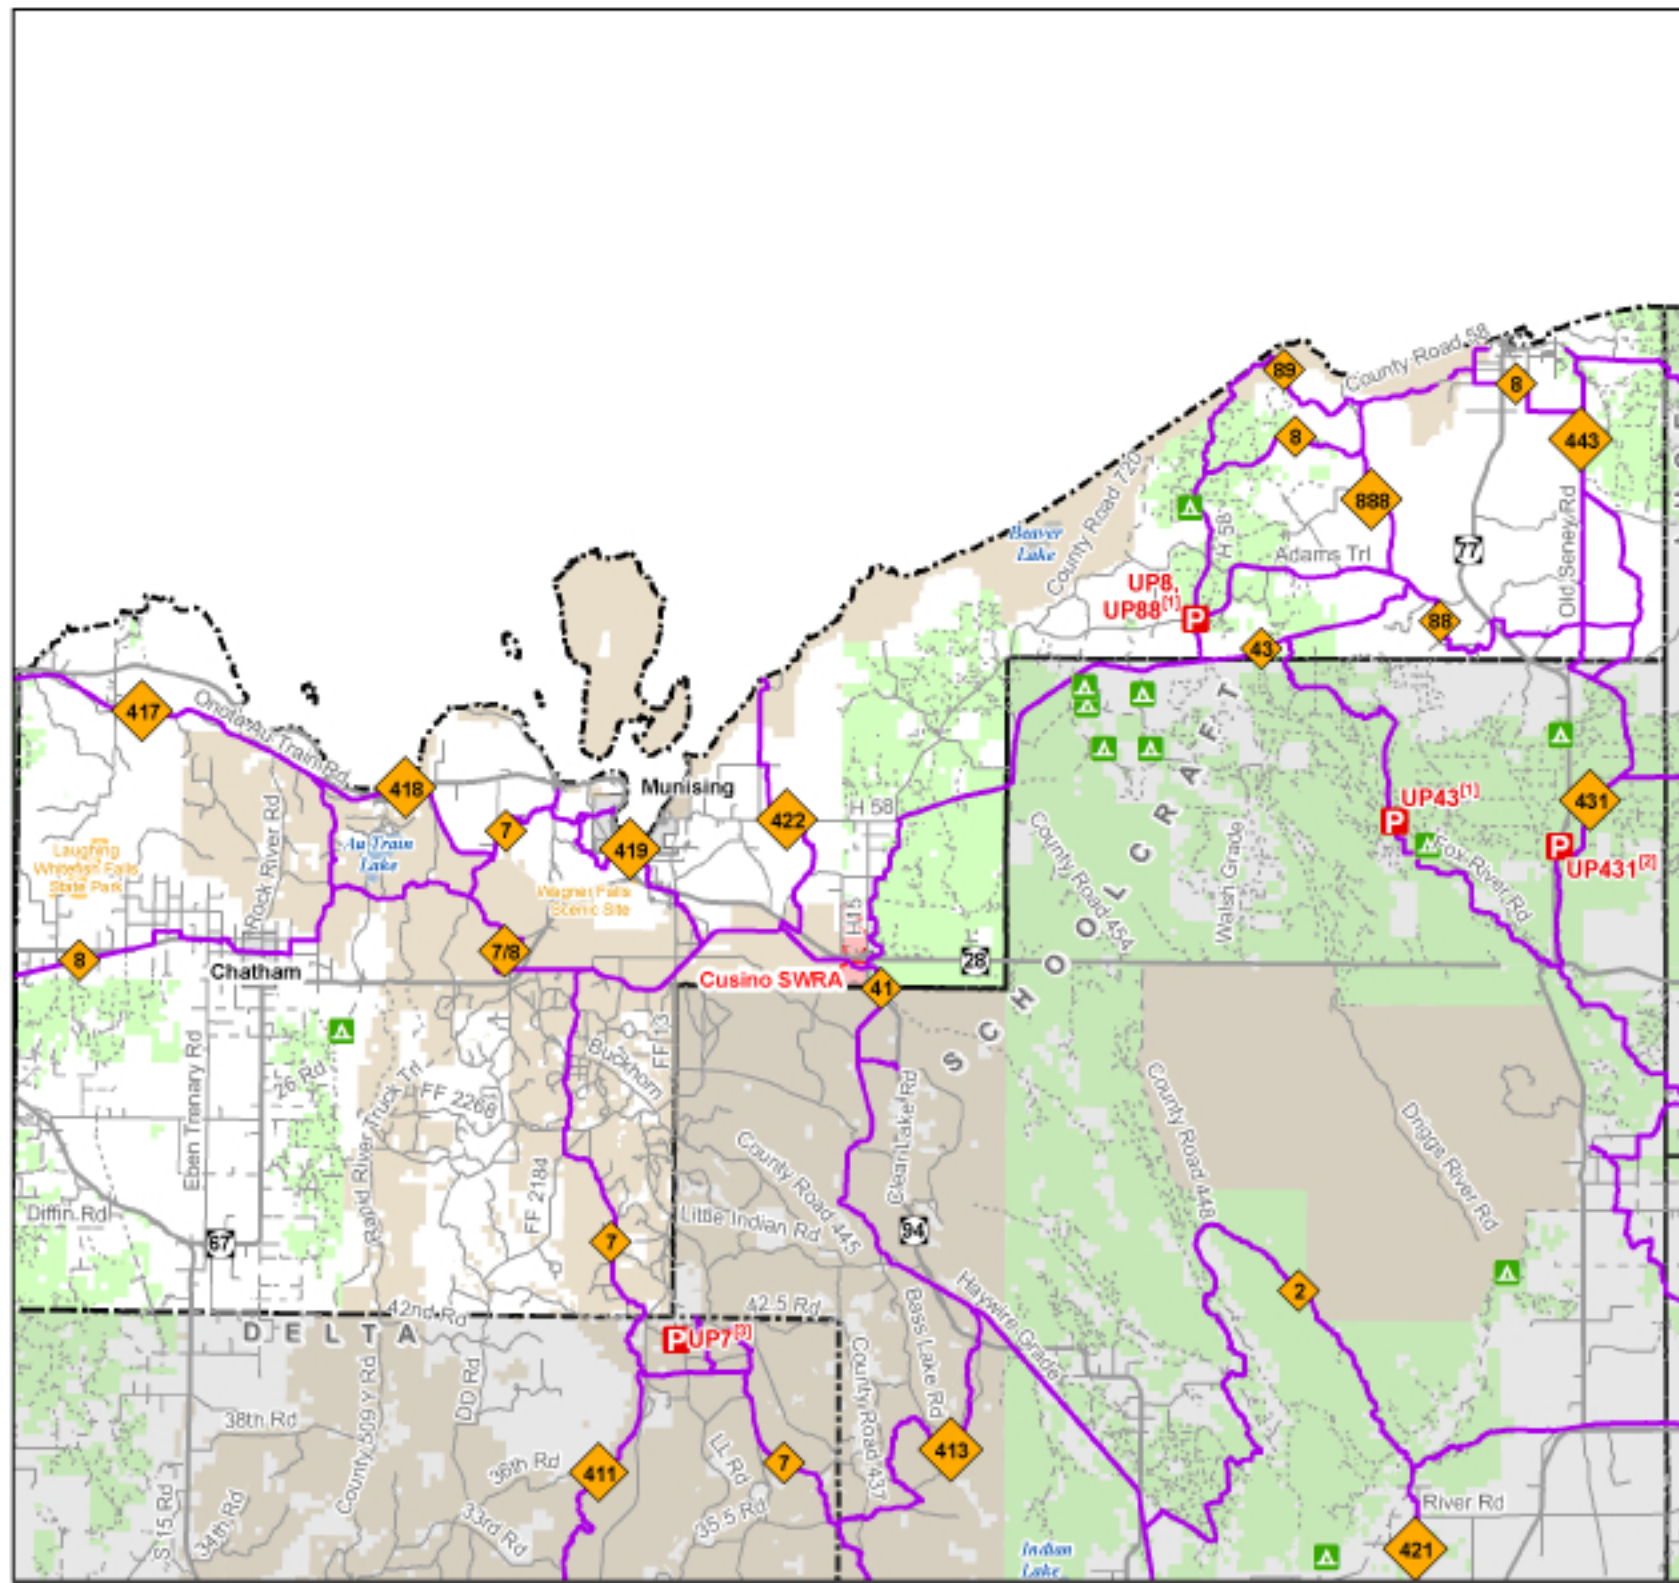 County Road 58
89
8
8
443
888
County Road 720
Beaver
Lake
H 58
Adams Trl
77
Old Seney Rd
UP8,
UP88[1]
88
43
417
Onota/Au Train Rd
418
Munising
7
419
422
H 58
Au Train
Lake
Laughing
Whitefish Falls
State Park
Rock River Rd
Wagner Falls
Scenic Site
H15
8
Chatham
7/8
Cusino SWRA
41
28
SCHOOLCRAFT
County Road 454
Walsh Grade
UP43[1]
Fox River Rd
431
UP431[2]
Eben Trenary Rd
26 Rd
Rapid River Truck Trl
FF 2268
FF 2184
Buckhorn
FF 13
Clear Lake Rd
County Road 445
Little Indian Rd
94
County Road 448
Driggs River Rd
Diffin Rd
67
7
2
42nd Rd
DELTA
42.5 Rd
UP7[3]
Haywire Grade
Bass Lake Rd
County Road 437
38th Rd
County 509 Y Rd
DD Rd
36th Rd
411
LL Rd
7
413
S 15 Rd
34th Rd
33rd Rd
35.5 Rd
River Rd
421
Indian
Lake